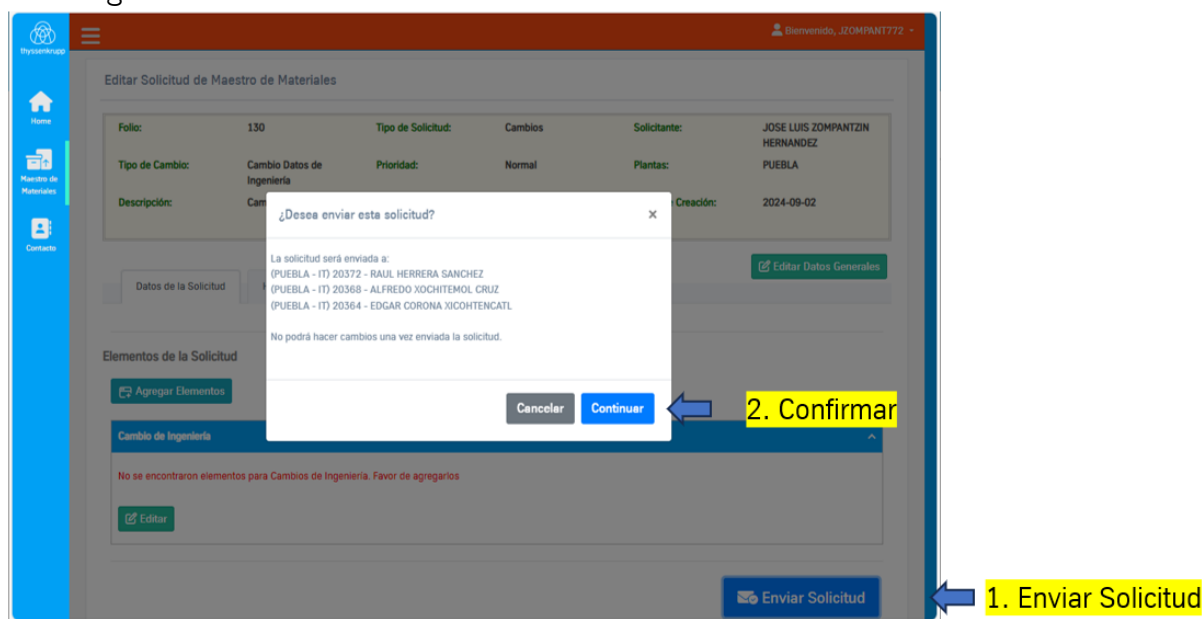 thyssenkrupp
Bienvenido, JZOMPANT772
Home
Maestro de
Materiales
Contacto
Editar Solicitud de Maestro de Materiales
Folio: 130 Tipo de Solicitud: Cambios Solicitante: JOSE LUIS ZOMPANTZIN
HERNANDEZ
Tipo de Cambio: Cambio Datos de Prioridad: Normal Plantas: PUEBLA
Ingeniería
Descripción: Cam Creación: 2024-09-02
¿Desea enviar esta solicitud? ×
La solicitud será enviada a:
(PUEBLA - IT) 20372 - RAUL HERRERA SANCHEZ
(PUEBLA - IT) 20368 - ALFREDO XOCHITEMOL CRUZ
(PUEBLA - IT) 20364 - EDGAR CORONA XICOHTENCATL
No podrá hacer cambios una vez enviada la solicitud.
Cancelar Continuar
2. Confirmar
Editar Datos Generales
Datos de la Solicitud
Elementos de la Solicitud
Agregar Elementos
Cambio de Ingeniería
No se encontraron elementos para Cambios de Ingeniería. Favor de agregarlos
Editar
Enviar Solicitud
1. Enviar Solicitud